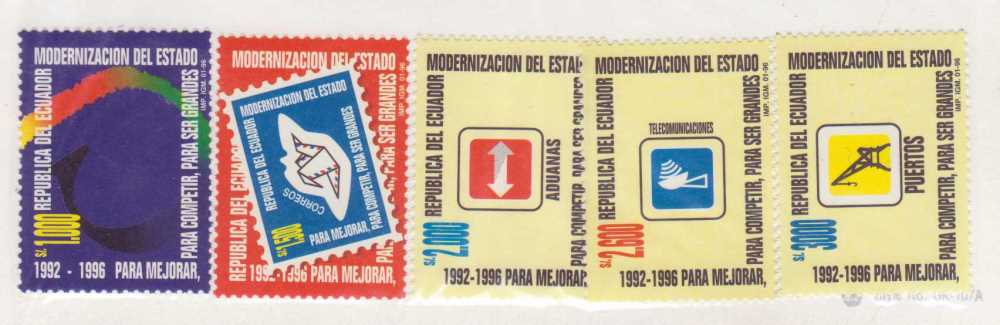 MODERNIZACION DEL ESTADO
REPUBLICA DEL ECUADOR
PARA COMPETIR, PARA SER GRANDES
IMP. IGM. 01-96
S/. 1.000
1992 - 1996 PARA MEJORAR,
MODERNIZACION DEL ESTADO
REPUBLICA DEL ECUADOR
GRANDES
IMP. IGM. 01-96
MODERNIZACION DEL ESTADO
REPUBLICA DEL ECUADOR
CORREOS
PARA COMPETIR, PARA SER GRANDES
S/. 1.500
PARA MEJORAR,
1992-1996 PARA MEJORAR,
MODERNIZACION DEL ESTADO
REPUBLICA DEL ECUADOR
ADUANAS
S/. 2.000
1992-1996 PARA MEJORAR,
MODERNIZACION DEL ESTADO
REPUBLICA DEL ECUADOR
TELECOMUNICACIONES
PARA COMPETIR, PARA SER GRANDES
IMP. IGM. 01-96
S/. 2.600
1992-1996 PARA MEJORAR,
MODERNIZACION DEL ESTADO
REPUBLICA DEL ECUADOR
PUERTOS
PARA COMPETIR, PARA SER GRANDES
IMP. IGM. 01-96
S/. 3000
1992-1996 PARA MEJORAR,